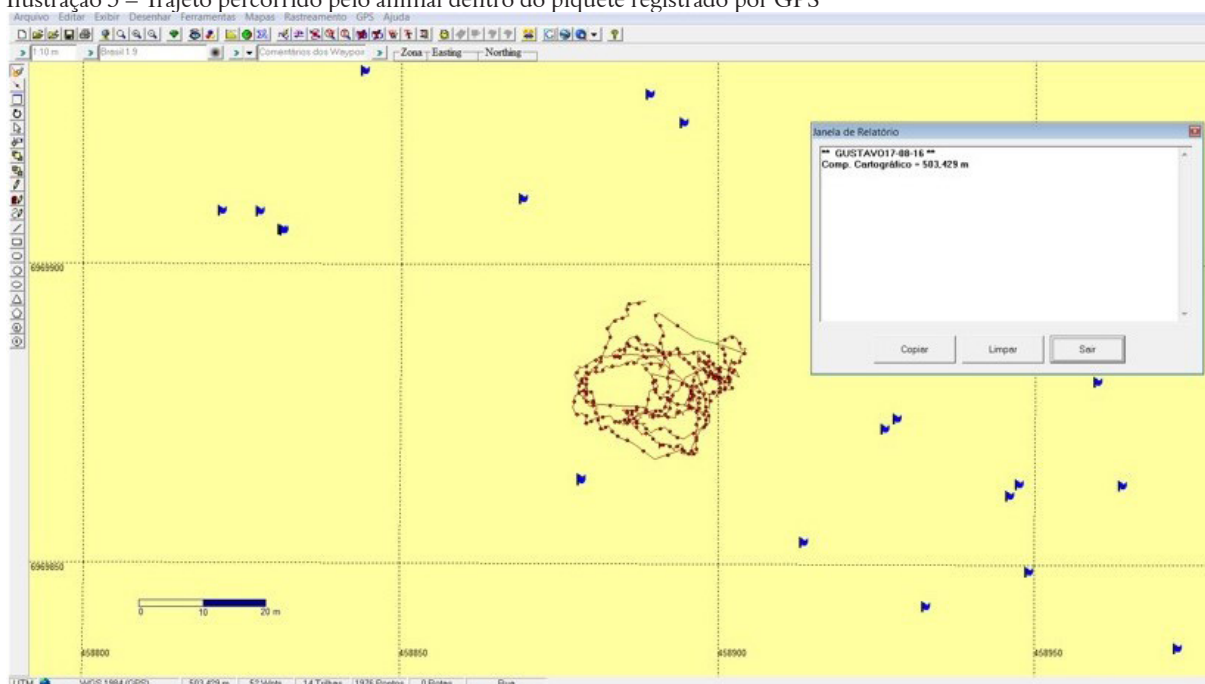 Ilustração 5 – Trajeto percorrido pelo animal dentro do piquete registrado por GPS
Arquivo Editar Exibir Desenhar Ferramentas Mapas Rastreamento GPS Ajuda
1:10 m Brasil 1.9 Comentários dos Waypoin Zona Easting Northing
Janela de Relatório
** GUSTAVO17-08-16 **
Comp. Cartográfico = 503,429 m
Copiar Limpar Sair
6969900
6969850
0 10 20 m
458800 458850 458900 458950
UTM WGS 1984 (GPS) 503,429 m 14 Trilhas 1976 Pontos 0 Rotas Rua